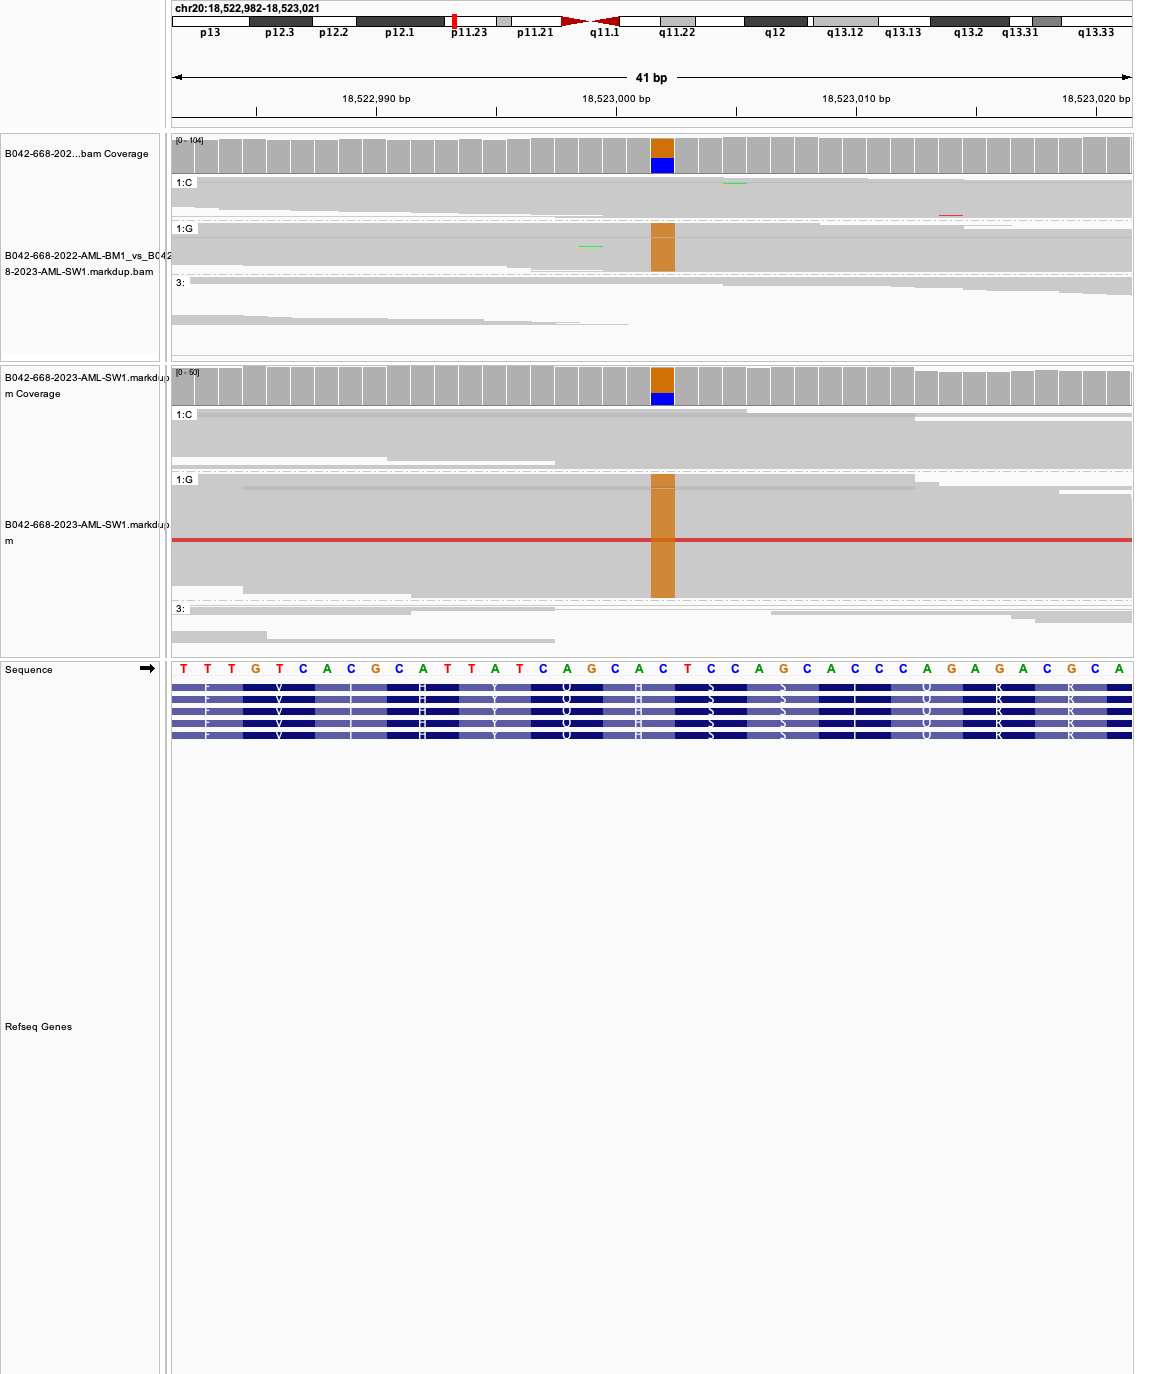 chr20:18,522,982-18,523,021
p13 p12.3 p12.2 p12.1 p11.23 p11.21 q11.1 q11.22 q12 q13.12 q13.13 q13.2 q13.31 q13.33
41 bp
18,522,990 bp 18,523,000 bp 18,523,010 bp 18,523,020 bp
B042-668-202...bam Coverage
[0 - 104]
1:C
1:G
B042-668-2022-AML-BM1_vs_B042
8-2023-AML-SW1.markdup.bam
3:
B042-668-2023-AML-SW1.markdup
m Coverage
[0 - 50]
1:C
1:G
B042-668-2023-AML-SW1.markdup
m
3:
Sequence
T T T G T C A C G C A T T A T C A G C A C T C C A G C A C C C A G A G A C G C A
F V T H Y Q H S S T Q R R
F V T H Y Q H S S T Q R R
F V T H Y Q H S S T Q R R
F V T H Y Q H S S T Q R R
F V T H Y Q H S S T Q R R
Refseq Genes